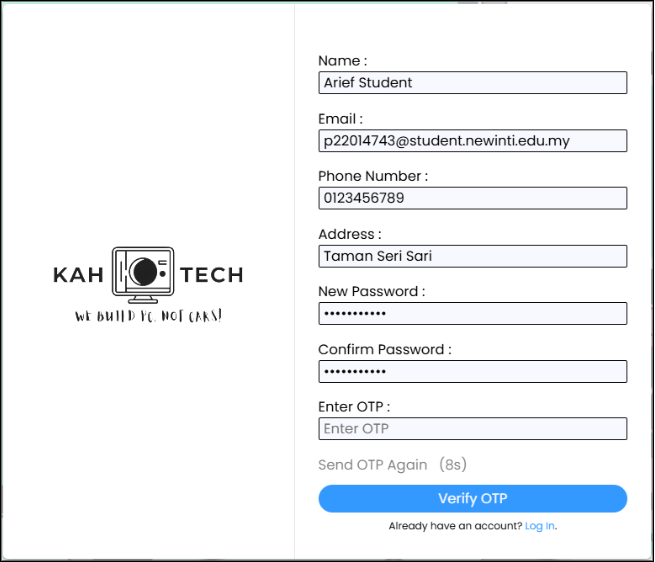 KAH TECH
WE BUILD PC, NOT CARS!
Name :
Arief Student
Email :
p22014743@student.newinti.edu.my
Phone Number :
0123456789
Address :
Taman Seri Sari
New Password :
•••••••••••
Confirm Password :
•••••••••••
Enter OTP :
Enter OTP
Send OTP Again (8s)
Verify OTP
Already have an account? Log in.